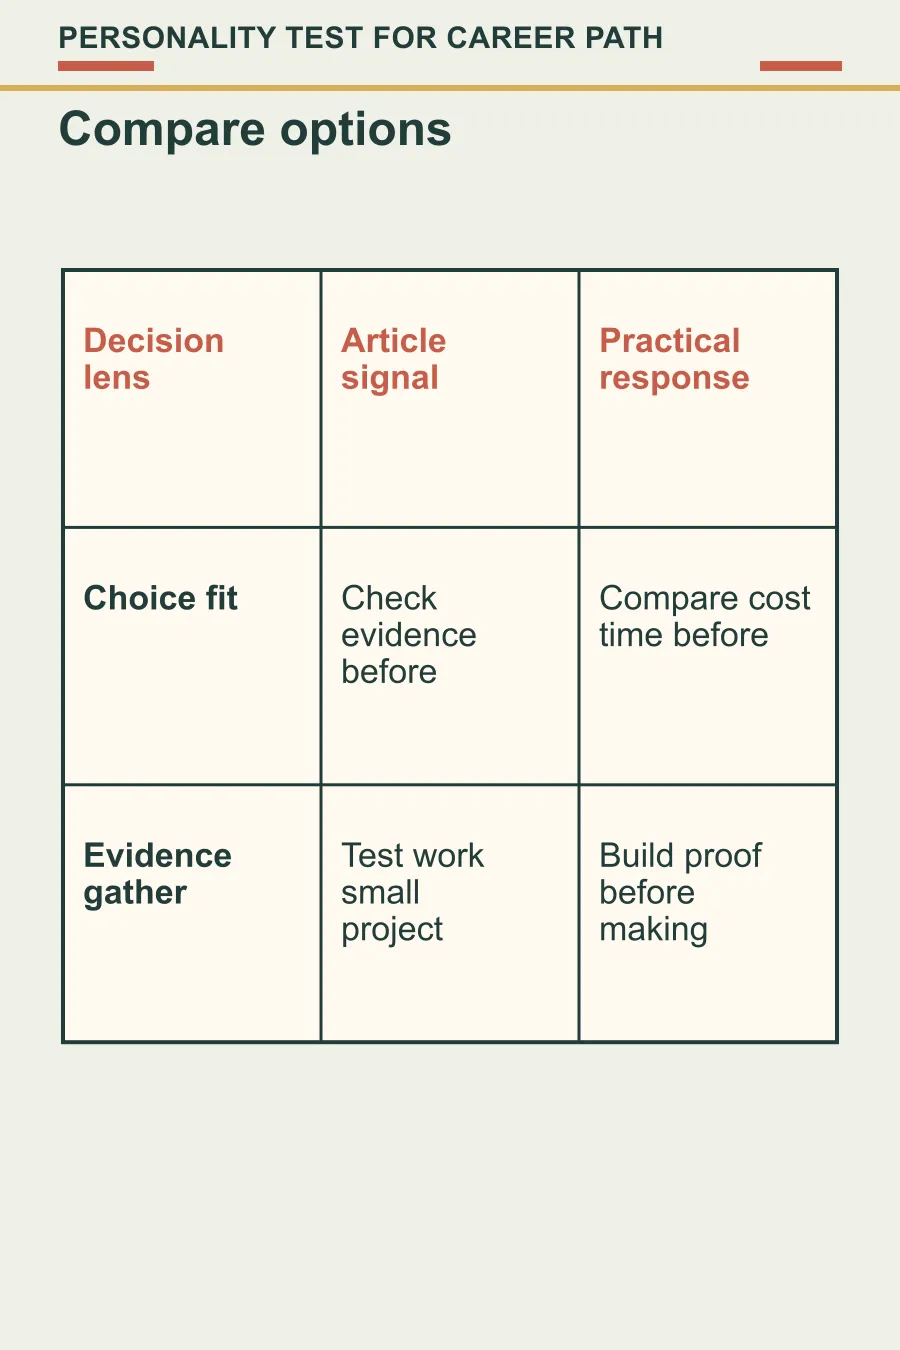 PERSONALITY TEST FOR CAREER PATH
Compare options
Decision
lens
Article
signal
Practical
response
Choice fit
Check
evidence
before
Compare cost
time before
Evidence
gather
Test work
small
project
Build proof
before
making